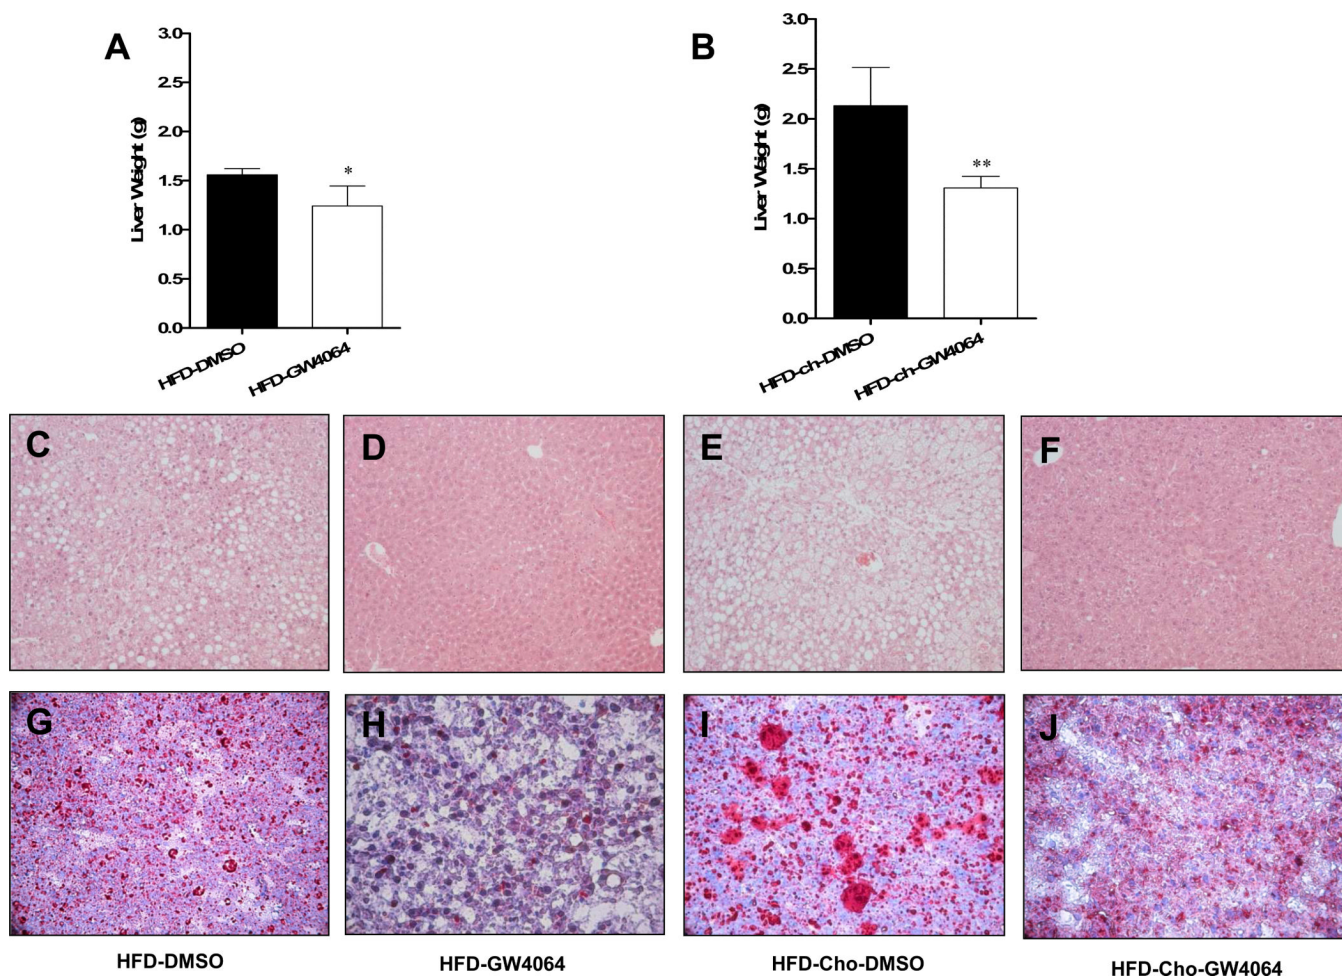 A
3.0
2.5
2.0
1.5
1.0
0.5
0.0
Liver Weight (g)
*
HFD-DMSO
HFD-GW4064
B
3.0
2.5
2.0
1.5
1.0
0.5
0.0
Liver Weight (g)
**
HFD-ch-DMSO
HFD-ch-GW4064
C
D
E
F
G
H
I
J
HFD-DMSO
HFD-GW4064
HFD-Cho-DMSO
HFD-Cho-GW4064